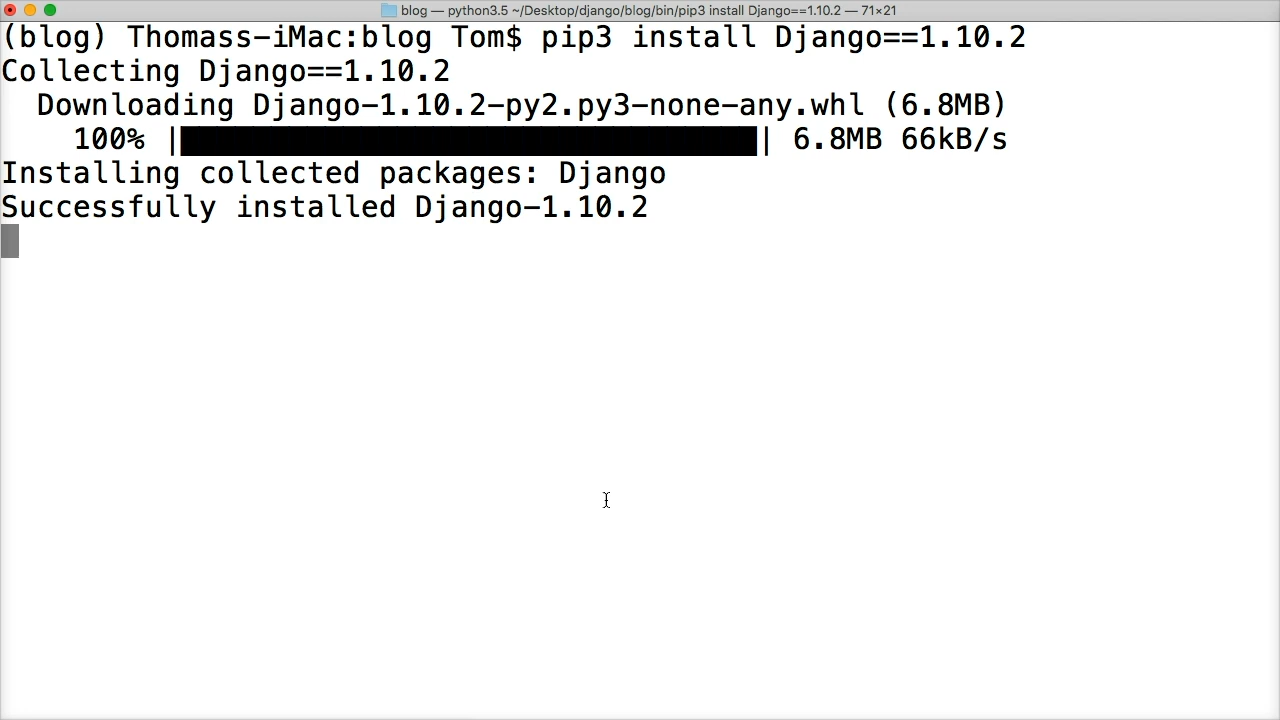 blog — python3.5 ~/Desktop/django/blog/bin/pip3 install Django==1.10.2 — 71×21
(blog) Thomass-iMac:blog Tom$ pip3 install Django==1.10.2
Collecting Django==1.10.2
  Downloading Django-1.10.2-py2.py3-none-any.whl (6.8MB)
    100% |████████████████████████████████| 6.8MB 66kB/s
Installing collected packages: Django
Successfully installed Django-1.10.2